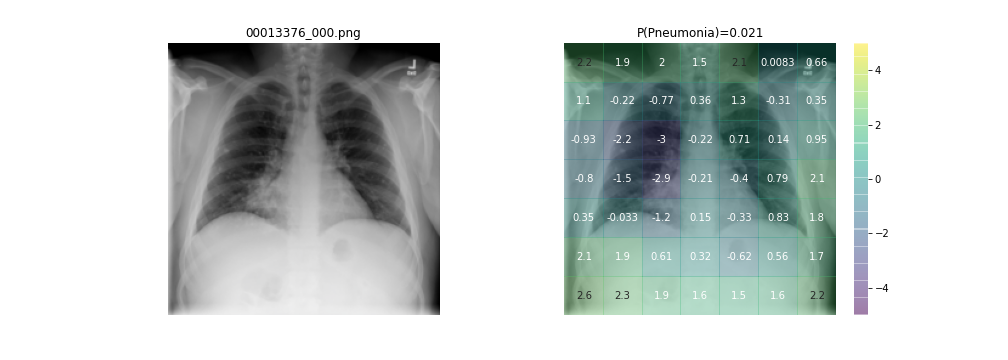 00013376_000.png
P(Pneumonia)=0.021
2.2 1.9 2 1.5 2.1 0.0083 0.66
1.1 -0.22 -0.77 0.36 1.3 -0.31 0.35
-0.93 -2.2 -3 -0.22 0.71 0.14 0.95
-0.8 -1.5 -2.9 -0.21 -0.4 0.79 2.1
0.35 -0.033 -1.2 0.15 -0.33 0.83 1.8
2.1 1.9 0.61 0.32 -0.62 0.56 1.7
2.6 2.3 1.9 1.6 1.5 1.6 2.2
4
2
0
−2
−4